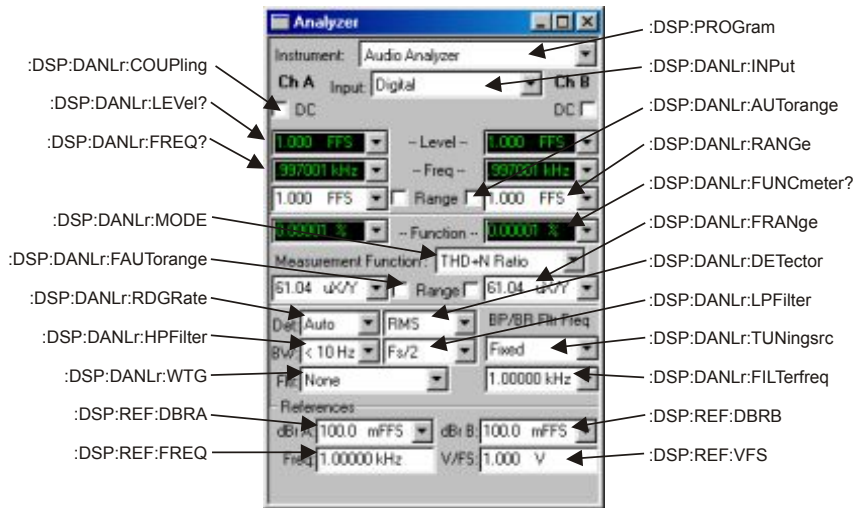 Analyzer
Instrument: Audio Analyzer
Ch A Input: Digital Ch B
DC DC
1.000 FFS -- Level -- 1.000 FFS
.997001 kHz -- Freq -- .997001 kHz
1.000 FFS Range 1.000 FFS
0.00001 % -- Function -- 0.00001 %
Measurement Function: THD+N Ratio
61.04 uX/Y Range 61.04 uX/Y
Det: Auto RMS BP/BR Fltr Freq
BW: < 10 Hz Fs/2 Fixed
None 1.00000 kHz
References
dBr A: 100.0 mFFS dBr B: 100.0 mFFS
Freq: 1.00000 kHz V/FS: 1.000 V
:DSP:DANLr:COUPling
:DSP:DANLr:LEVel?
:DSP:DANLr:FREQ?
:DSP:DANLr:MODE
:DSP:DANLr:FAUTorange
:DSP:DANLr:RDGRate
:DSP:DANLr:HPFilter
:DSP:DANLr:WTG
:DSP:REF:DBRA
:DSP:REF:FREQ
:DSP:PROGram
:DSP:DANLr:INPut
:DSP:DANLr:AUTorange
:DSP:DANLr:RANGe
:DSP:DANLr:FUNCmeter?
:DSP:DANLr:FRANge
:DSP:DANLr:DETector
:DSP:DANLr:LPFilter
:DSP:DANLr:TUNingsrc
:DSP:DANLr:FILTerfreq
:DSP:REF:DBRB
:DSP:REF:VFS